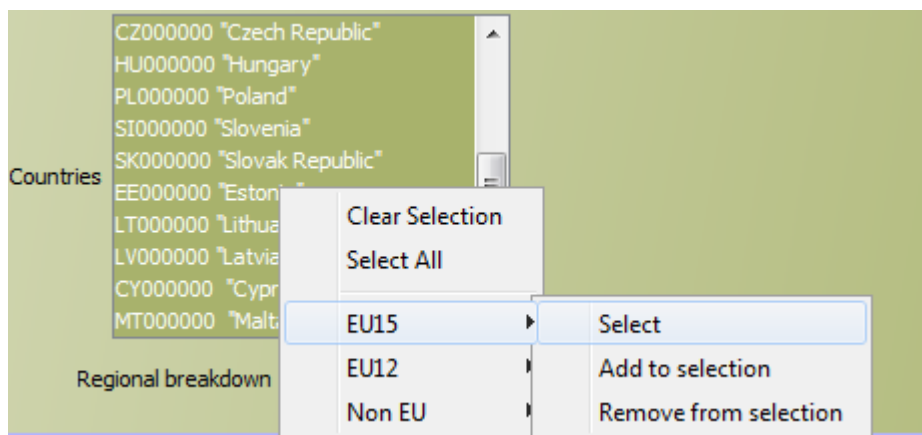 CZ000000 "Czech Republic"
HU000000 "Hungary"
PL000000 "Poland"
SI000000 "Slovenia"
SK000000 "Slovak Republic"
Countries
EE000000 "Estoni
LT000000 "Lithua
LV000000 "Latvia
CY000000 "Cypr
MT000000 "Malt
Regional breakdown
Clear Selection
Select All
EU15
EU12
Non EU
Select
Add to selection
Remove from selection